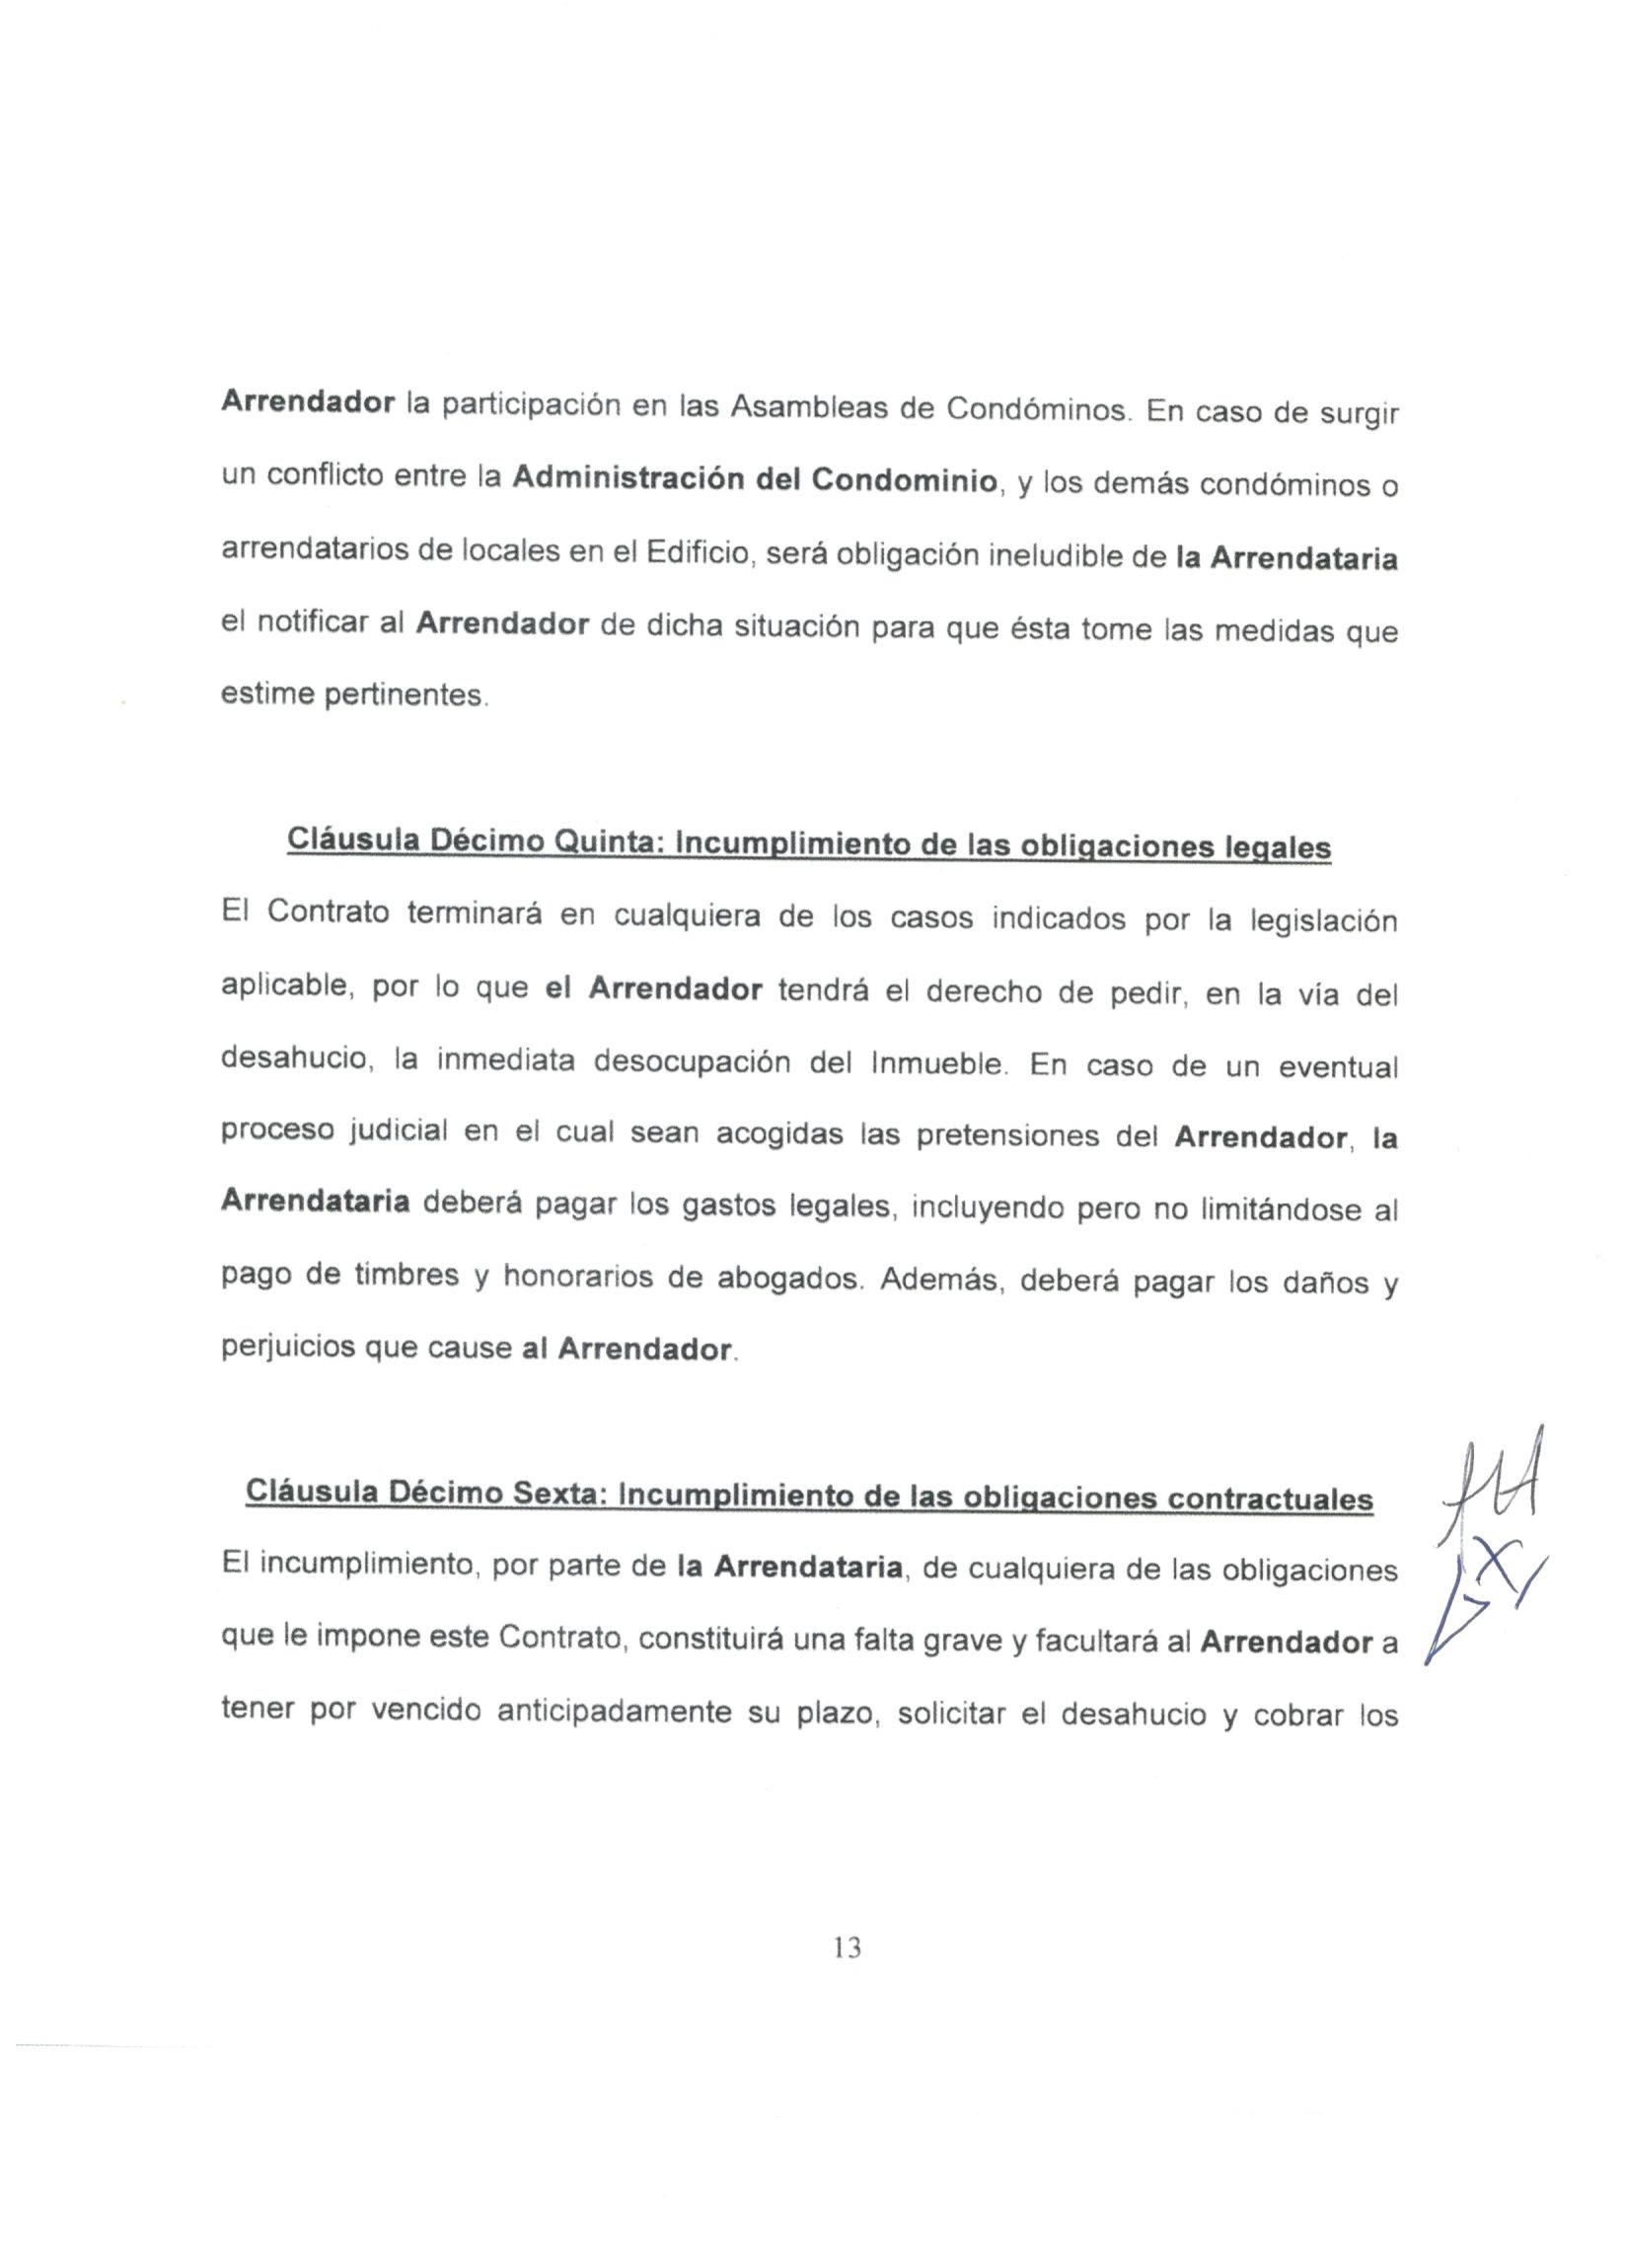 Arrendador la participación en las Asambleas de Condóminos. En caso de surgir
un conflicto entre la Administración del Condominio, y los demás condóminos o
arrendatarios de locales en el Edificio, será obligación ineludible de la Arrendataria
el notificar al Arrendador de dicha situación para que ésta tome las medidas que
estime pertinentes.
Cláusula Décimo Quinta: Incumplimiento de las obligaciones legales
El Contrato terminará en cualquiera de los casos indicados por la legislación
aplicable, por lo que el Arrendador tendrá el derecho de pedir, en la vía del
desahucio, la inmediata desocupación del Inmueble. En caso de un eventual
proceso judicial en el cual sean acogidas las pretensiones del Arrendador, la
Arrendataria deberá pagar los gastos legales, incluyendo pero no limitándose al
pago de timbres y honorarios de abogados. Además, deberá pagar los daños y
perjuicios que cause al Arrendador.
Cláusula Décimo Sexta: Incumplimiento de las obligaciones contractuales
El incumplimiento, por parte de la Arrendataria, de cualquiera de las obligaciones
que le impone este Contrato, constituirá una falta grave y facultará al Arrendador a
tener por vencido anticipadamente su plazo, solicitar el desahucio y cobrar los
13